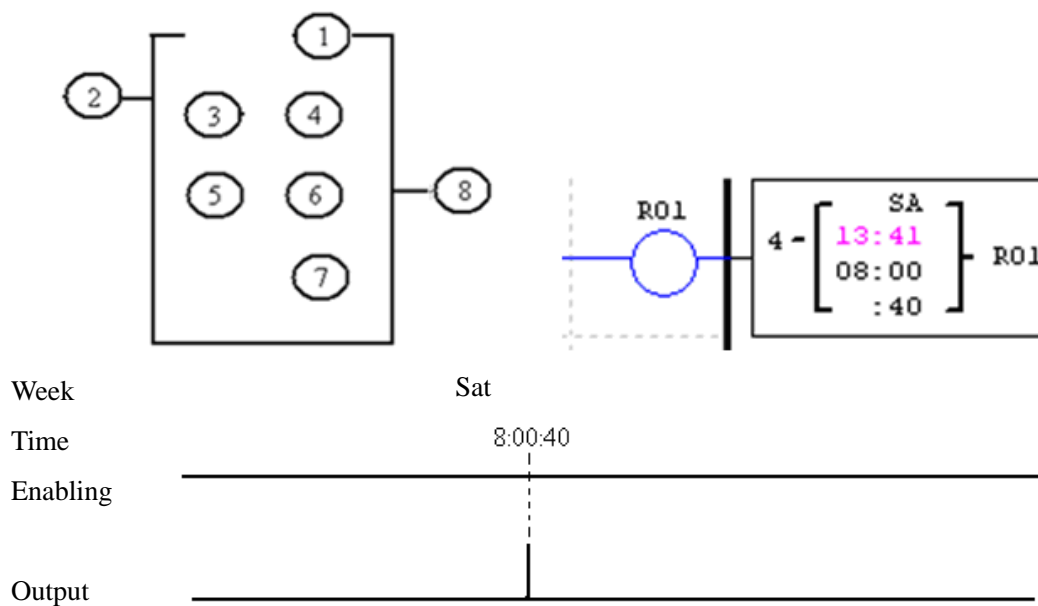 1
2
3 4
5 6
8
7
R01
SA
4 - 13:41
R01
08:00
:40
Week Sat
Time 8:00:40
Enabling
Output